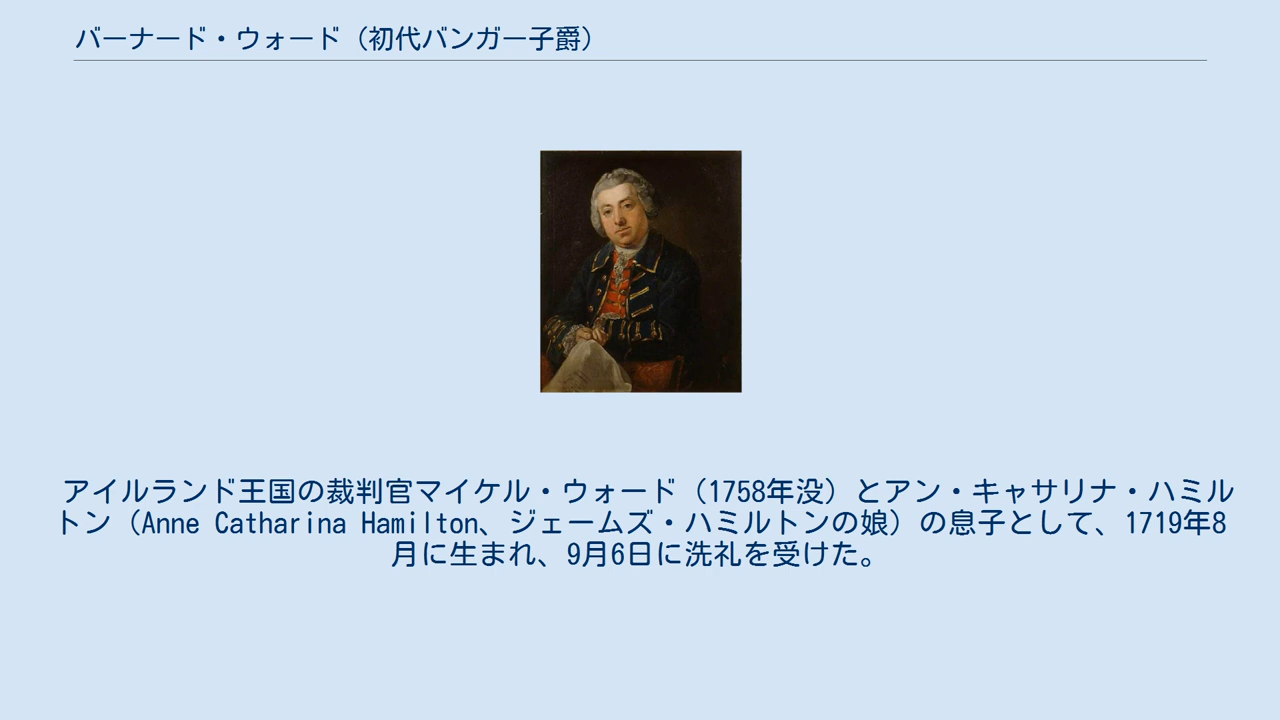 バーナード・ウォード（初代バンガー子爵）
アイルランド王国の裁判官マイケル・ウォード（1758年没）とアン・キャサリナ・ハミル
トン（Anne Catharina Hamilton、ジェームズ・ハミルトンの娘）の息子として、1719年8
月に生まれ、9月6日に洗礼を受けた。